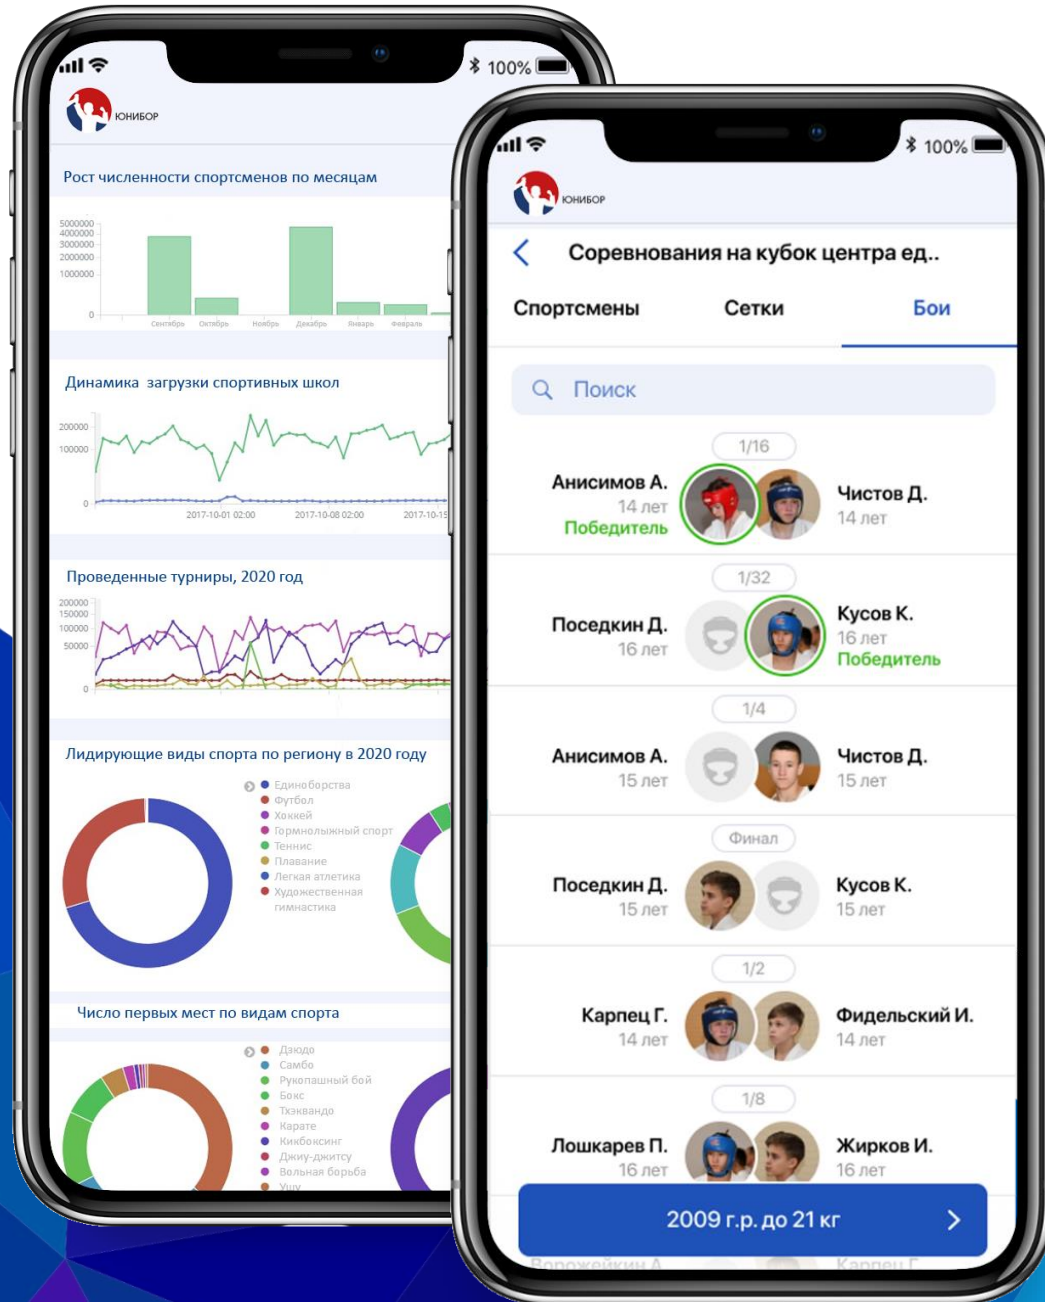 100%
ЮНИБОР
Рост численности спортсменов по месяцам
5000000
4000000
3000000
2000000
1000000
0
Сентябрь Октябрь Ноябрь Декабрь Январь Февраль
Динамика загрузки спортивных школ
200000
100000
0
2017-10-01 02:00 2017-10-08 02:00 2017-10-15
Проведенные турниры, 2020 год
200000
150000
100000
50000
0
Лидирующие виды спорта по региону в 2020 году
Единоборства
Футбол
Хоккей
Гормнолыжный спорт
Теннис
Плавание
Легкая атлетика
Художественная
гимнастика
Число первых мест по видам спорта
Дзюдо
Самбо
Рукопашный бой
Бокс
Тхэквандо
Карате
Кикбоксинг
Джиу-джитсу
Вольная борьба
Ушу
100%
ЮНИБОР
Соревнования на кубок центра ед..
Спортсмены Сетки Бои
Поиск
1/16
Анисимов А. Чистов Д.
14 лет 14 лет
Победитель
1/32
Поседкин Д. Кусов К.
16 лет 16 лет
Победитель
1/4
Анисимов А. Чистов Д.
15 лет 15 лет
Финал
Поседкин Д. Кусов К.
15 лет 15 лет
1/2
Карпец Г. Фидельский И.
14 лет 14 лет
1/8
Лошкарев П. Жирков И.
16 лет 16 лет
2009 г.р. до 21 кг
Ворожейкин А. Карпец Г.